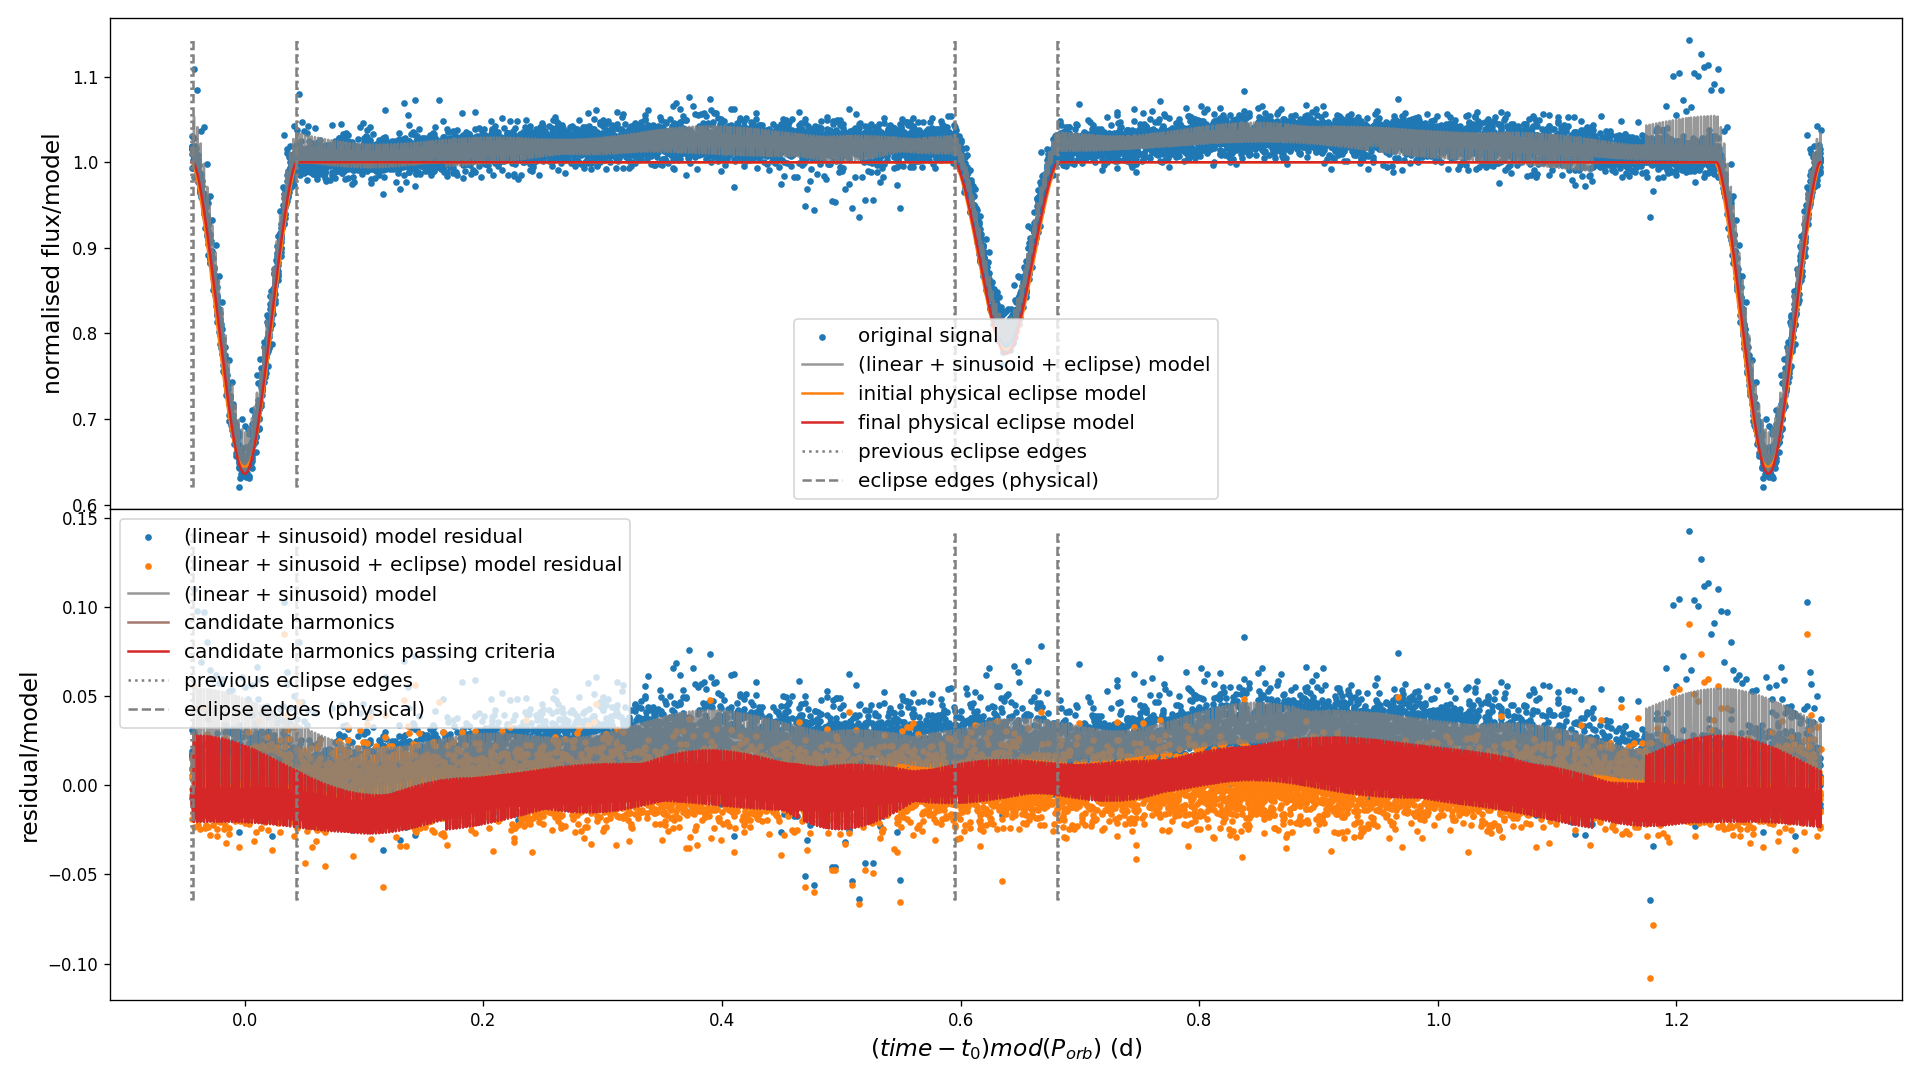 normalised flux/model
1.1
1.0
0.9
0.8
0.7
0.6
original signal
(linear + sinusoid + eclipse) model
initial physical eclipse model
final physical eclipse model
previous eclipse edges
eclipse edges (physical)
residual/model
0.15
0.10
0.05
0.00
−0.05
−0.10
(linear + sinusoid) model residual
(linear + sinusoid + eclipse) model residual
(linear + sinusoid) model
candidate harmonics
candidate harmonics passing criteria
previous eclipse edges
eclipse edges (physical)
0.0 0.2 0.4 0.6 0.8 1.0 1.2
(time − t₀)mod(Pₒᵣb) (d)